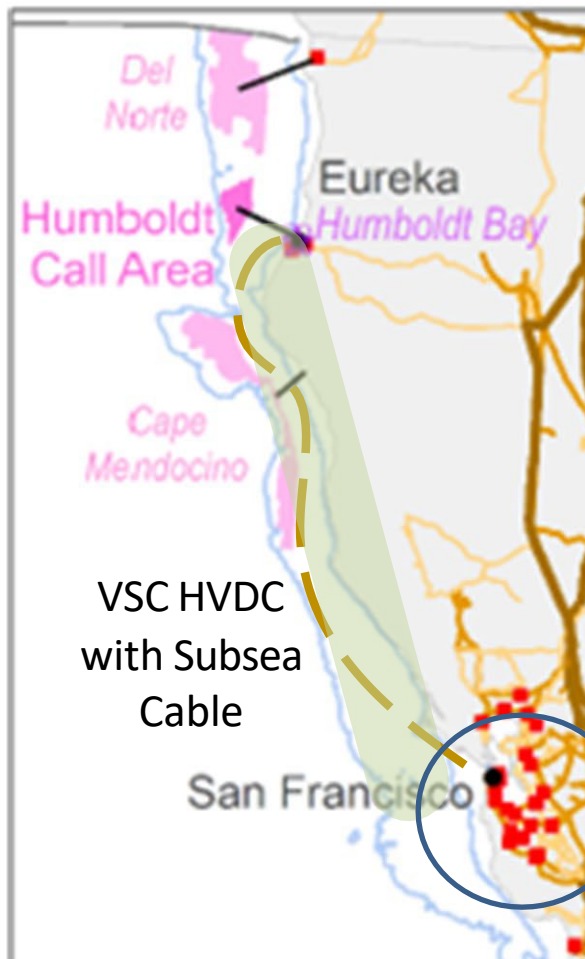 Del
Norte
Eureka
Humboldt
Call Area
Humboldt Bay
Cape
Mendocino
VSC HVDC
with Subsea
Cable
San Francisco